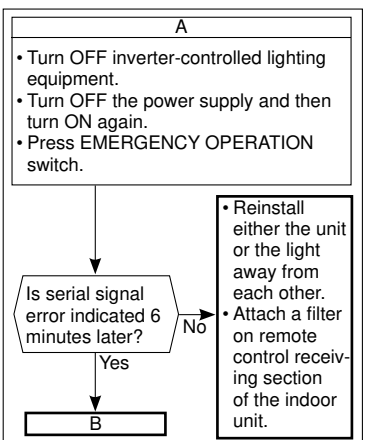 A
• Turn OFF inverter-controlled lighting
equipment.
• Turn OFF the power supply and then
turn ON again.
• Press EMERGENCY OPERATION
switch.
Is serial signal
error indicated 6
minutes later?
No
Yes
B
• Reinstall
either the unit
or the light
away from
each other.
• Attach a filter
on remote
control receiv-
ing section
of the indoor
unit.